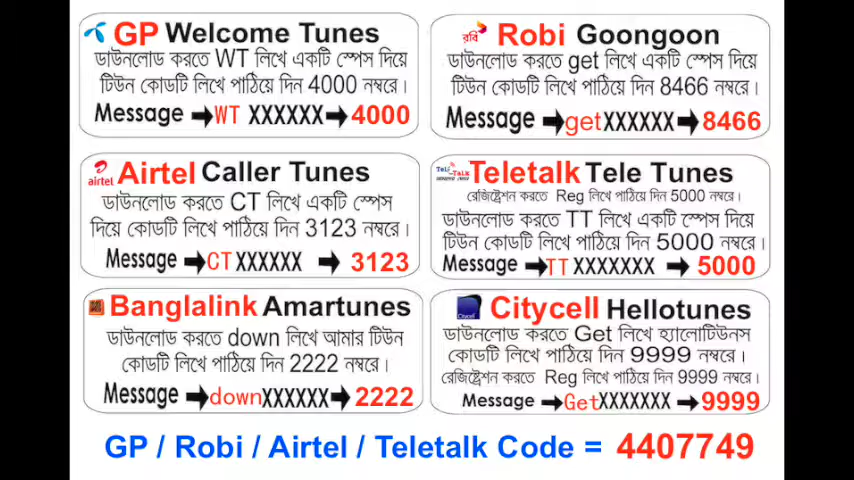 GP Welcome Tunes
ডাউনলোড করতে WT লিখে একটি স্পেস দিয়ে
টিউন কোডটি লিখে পাঠিয়ে দিন 4000 নম্বরে।
Message WT XXXXXX 4000
রবি Robi Goongoon
ডাউনলোড করতে get লিখে একটি স্পেস দিয়ে
টিউন কোডটি লিখে পাঠিয়ে দিন 8466 নম্বরে।
Message getXXXXXX 8466
airtel Airtel Caller Tunes
ডাউনলোড করতে CT লিখে একটি স্পেস
দিয়ে কোডটি লিখে পাঠিয়ে দিন 3123 নম্বরে।
Message CTXXXXXX 3123
TeleTalk Teletalk Tele Tunes
রেজিষ্ট্রেশন করতে Reg লিখে পাঠিয়ে দিন 5000 নম্বরে।
ডাউনলোড করতে TT লিখে একটি স্পেস দিয়ে
টিউন কোডটি লিখে পাঠিয়ে দিন 5000 নম্বরে।
Message TT XXXXXXX 5000
Banglalink Amartunes
ডাউনলোড করতে down লিখে আমার টিউন
কোডটি লিখে পাঠিয়ে দিন 2222 নম্বরে।
Message downXXXXXX 2222
Citycell Citycell Hellotunes
ডাউনলোড করতে Get লিখে হ্যালোটিউনস
কোডটি লিখে পাঠিয়ে দিন 9999 নম্বরে।
রেজিষ্ট্রেশন করতে Reg লিখে পাঠিয়ে দিন 9999 নম্বরে।
Message GetXXXXXXX 9999
GP / Robi / Airtel / Teletalk Code = 4407749